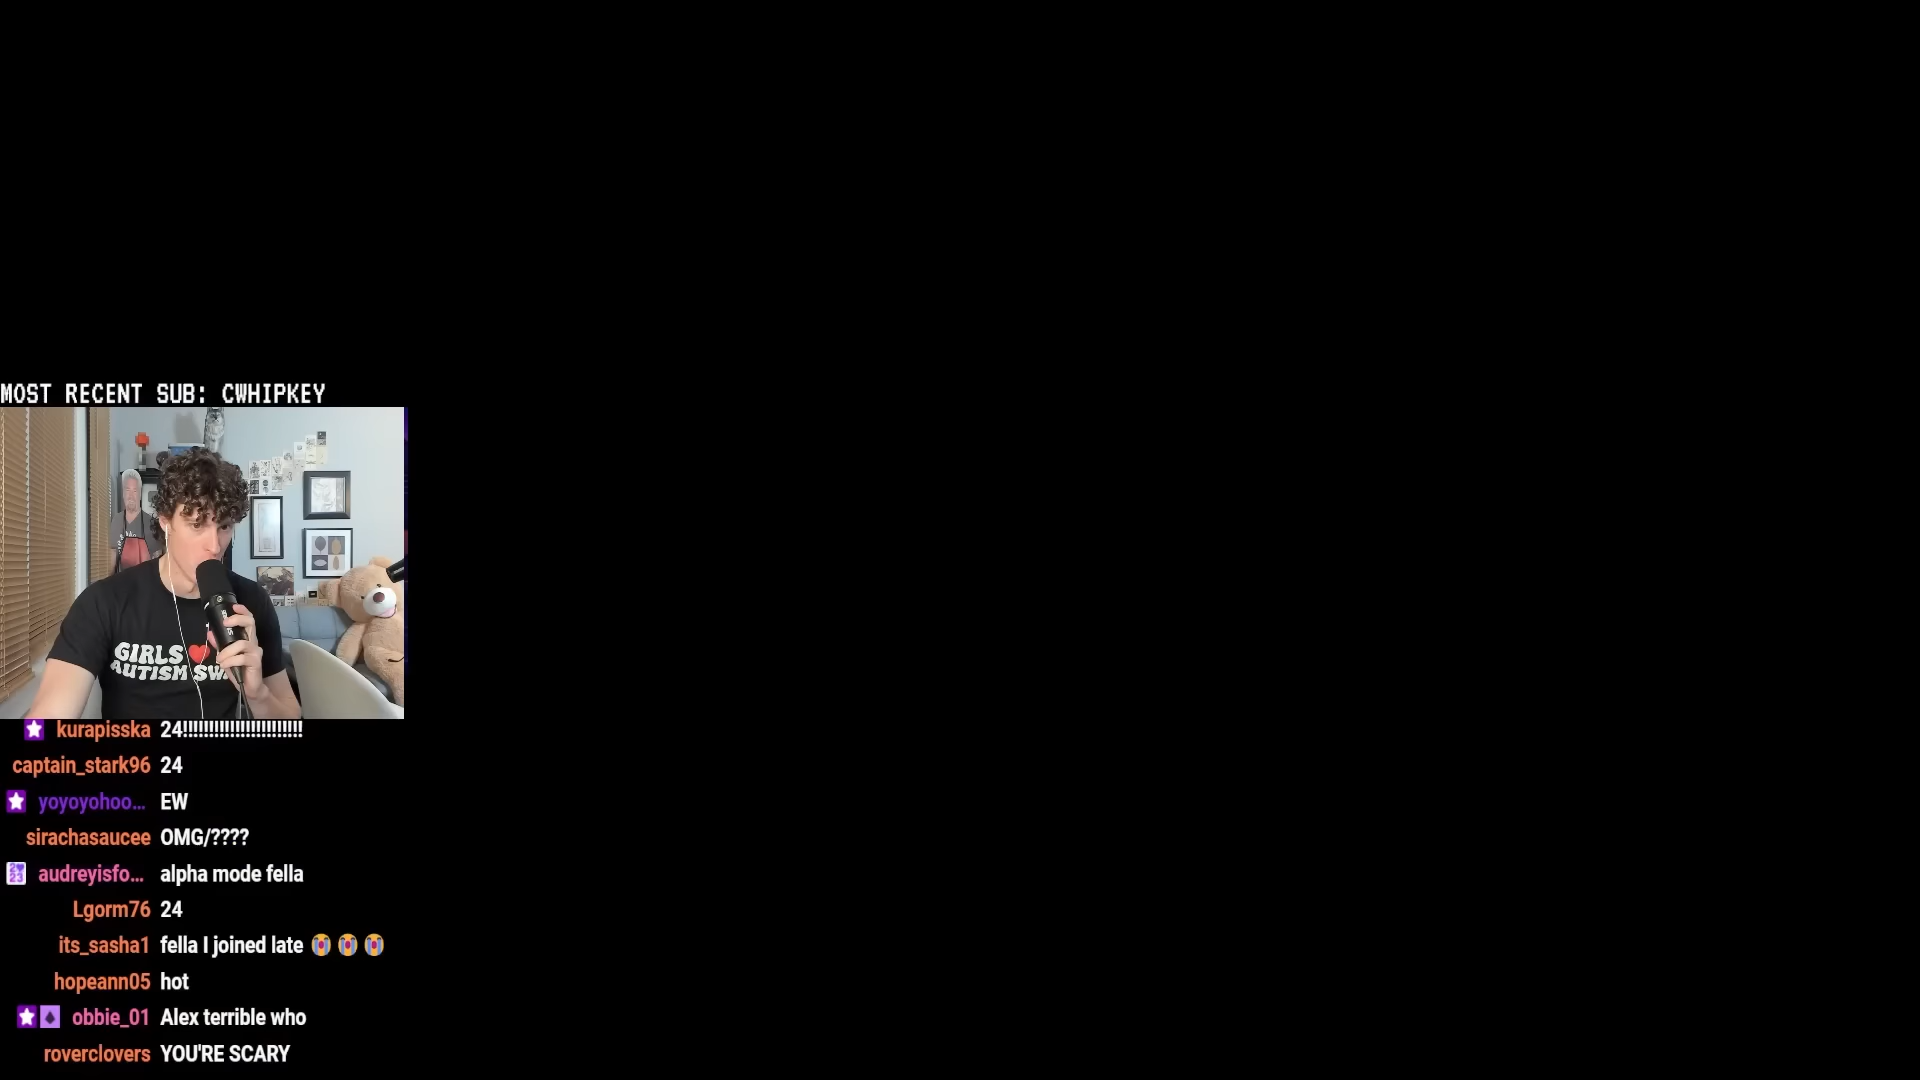 MOST RECENT SUB: CWHIPKEY
GIRLS ❤️
AUTISM SW
kurapisska 24!!!!!!!!!!!!!!!!!!!!!!!!
captain_stark96 24
yoyoyohoo... EW
sirachasaucee OMG/????
audreyisfo... alpha mode fella
Lgorm76 24
its_sasha1 fella I joined late 😭 😭 😭
hopeann05 hot
obbie_01 Alex terrible who
roverclovers YOU'RE SCARY